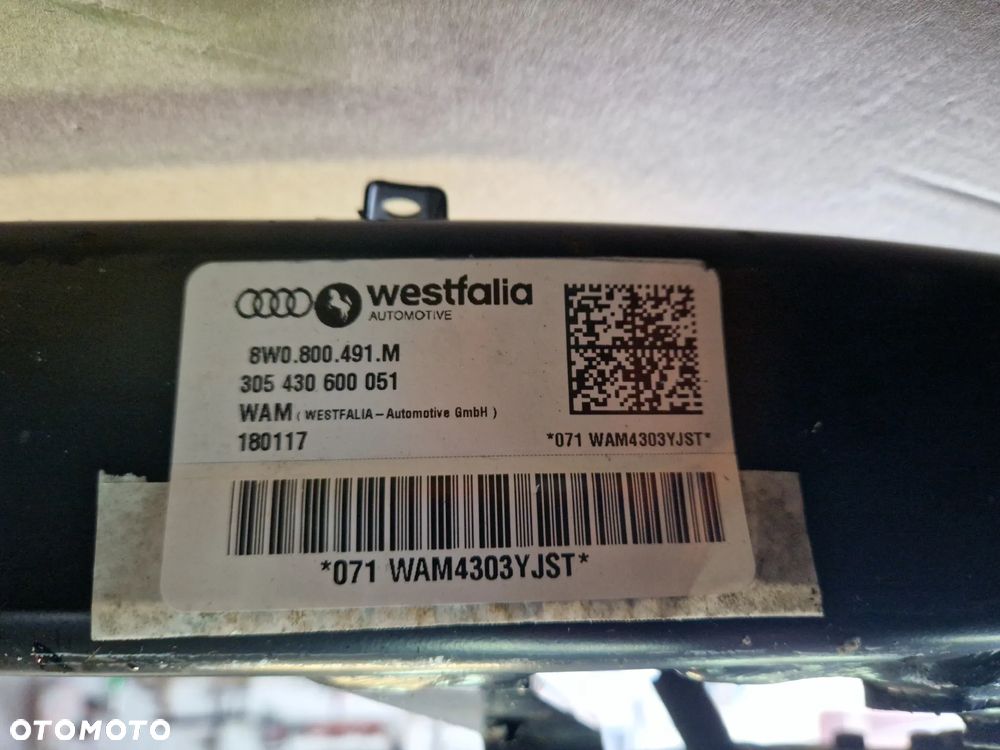 westfalia
AUTOMOTIVE
8W0.800.491.M
305 430 600 051
WAM ( WESTFALIA – Automotive GmbH )
180117
*071 WAM4303YJST*
*071 WAM4303YJST*
OTOMOTO